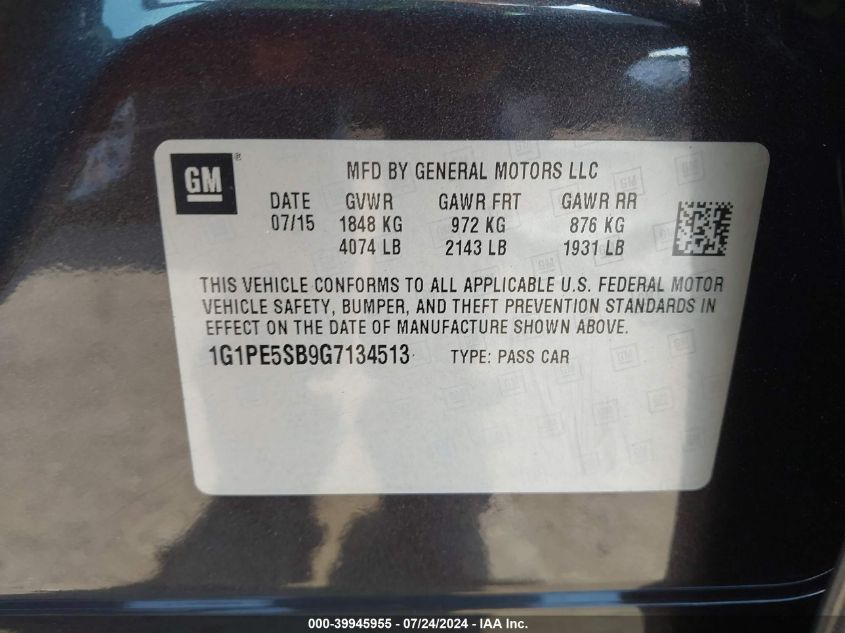 GM®
MFD BY GENERAL MOTORS LLC
DATE GVWR GAWR FRT GAWR RR
07/15 1848 KG 972 KG 876 KG
4074 LB 2143 LB 1931 LB
THIS VEHICLE CONFORMS TO ALL APPLICABLE U.S. FEDERAL MOTOR
VEHICLE SAFETY, BUMPER, AND THEFT PREVENTION STANDARDS IN
EFFECT ON THE DATE OF MANUFACTURE SHOWN ABOVE.
1G1PE5SB9G7134513 TYPE: PASS CAR
000-39945955 - 07/24/2024 - IAA Inc.